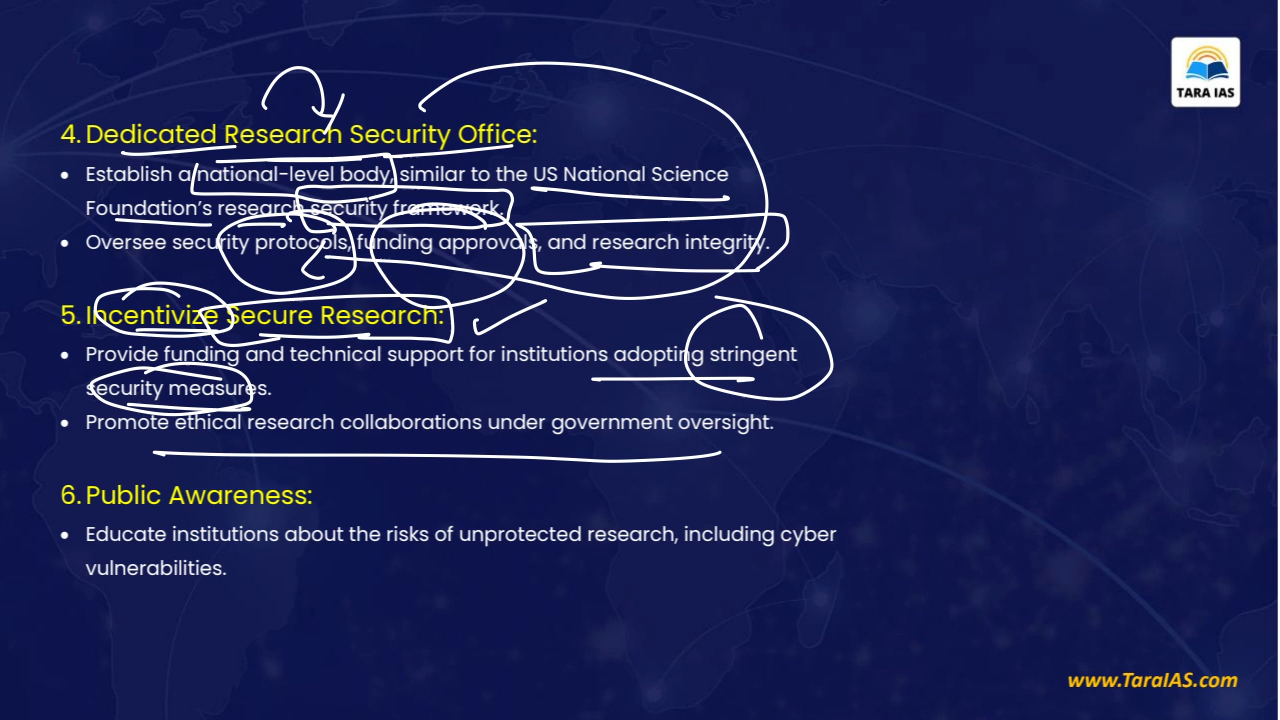 TARA IAS
4. Dedicated Research Security Office:
• Establish a national-level body, similar to the US National Science
Foundation's research security framework.
• Oversee security protocols, funding approvals, and research integrity.
5. Incentivize Secure Research:
• Provide funding and technical support for institutions adopting stringent
security measures.
• Promote ethical research collaborations under government oversight.
6. Public Awareness:
• Educate institutions about the risks of unprotected research, including cyber
vulnerabilities.
www.TaraIAS.com